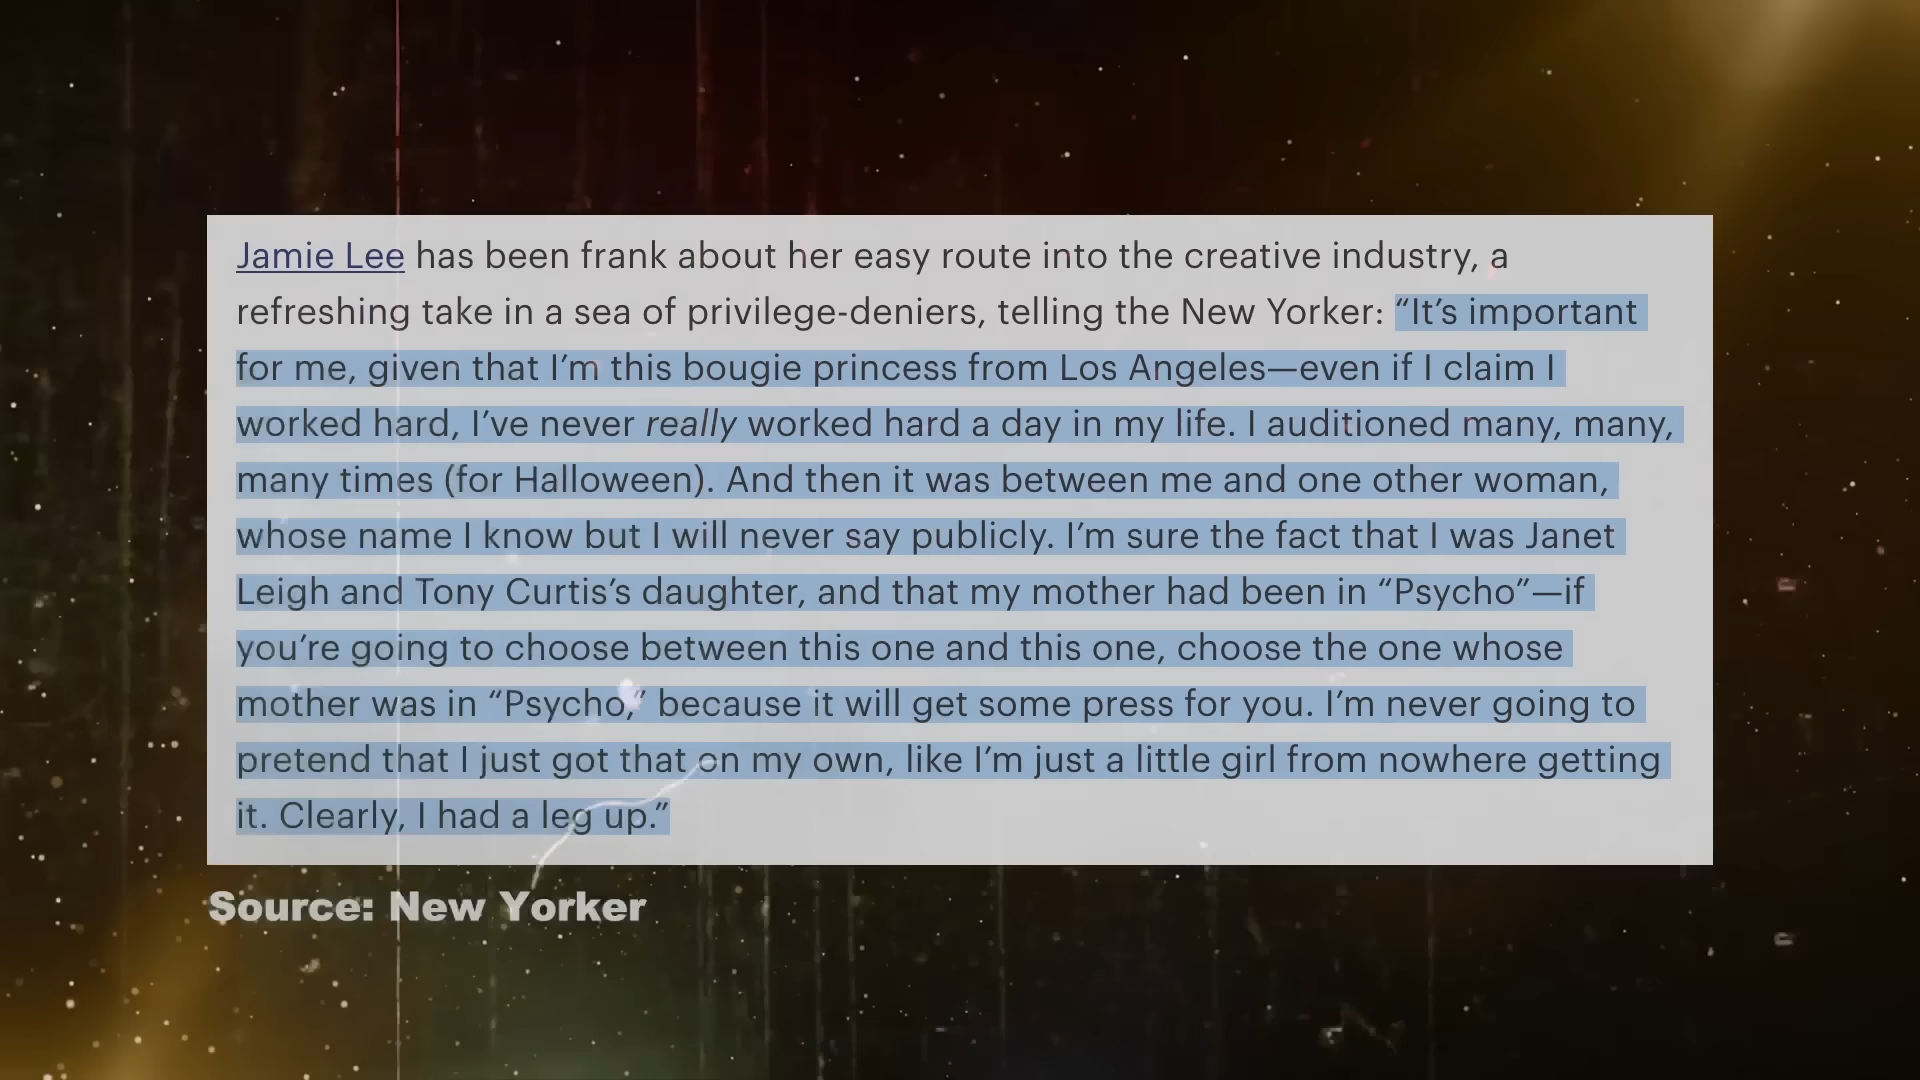 Jamie Lee has been frank about her easy route into the creative industry, a
refreshing take in a sea of privilege-deniers, telling the New Yorker: “It’s important
for me, given that I’m this bougie princess from Los Angeles—even if I claim I
worked hard, I’ve never really worked hard a day in my life. I auditioned many, many,
many times (for Halloween). And then it was between me and one other woman,
whose name I know but I will never say publicly. I’m sure the fact that I was Janet
Leigh and Tony Curtis’s daughter, and that my mother had been in “Psycho”—if
you’re going to choose between this one and this one, choose the one whose
mother was in “Psycho,” because it will get some press for you. I’m never going to
pretend that I just got that on my own, like I’m just a little girl from nowhere getting
it. Clearly, I had a leg up.”
Source: New Yorker